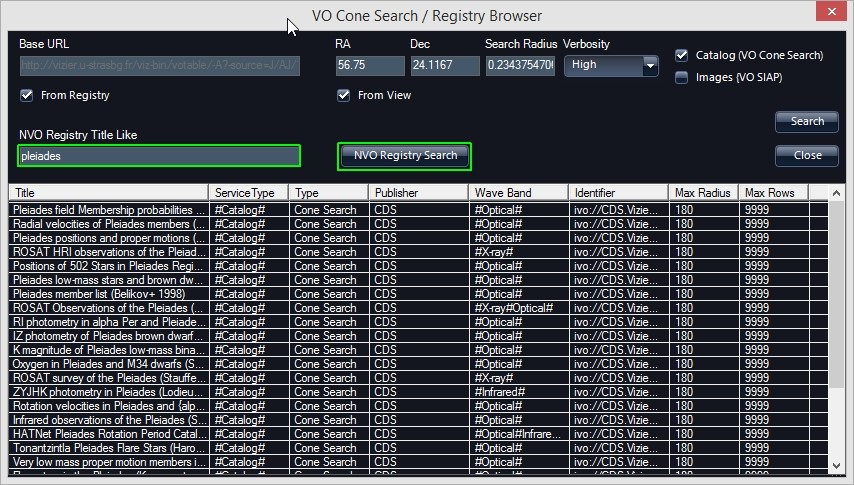 VO Cone Search / Registry Browser
Base URL RA Dec Search Radius Verbosity
http://vizier.u-strasbg.fr/viz-bin/votable/-A?-source=J/AJ/ 56.75 24.1167 0.2343754700 High
Catalog (VO Cone Search)
Images (VO SIAP)
From Registry From View
Search
NVO Registry Title Like
pleiades NVO Registry Search Close
Title ServiceType Type Publisher Wave Band Identifier Max Radius Max Rows
Pleiades field Membership probabilities ... #Catalog# Cone Search CDS #Optical# ivo://CDS.Vizie... 180 9999
Radial velocities of Pleiades members (... #Catalog# Cone Search CDS #Optical# ivo://CDS.Vizie... 180 9999
Pleiades positions and proper motions (... #Catalog# Cone Search CDS #Optical# ivo://CDS.Vizie... 180 9999
ROSAT HRI observations of the Pleiad... #Catalog# Cone Search CDS #X-ray# ivo://CDS.Vizie... 180 9999
Positions of 502 Stars in Pleiades Regi... #Catalog# Cone Search CDS #Optical# ivo://CDS.Vizie... 180 9999
Pleiades low-mass stars and brown dw... #Catalog# Cone Search CDS #Optical# ivo://CDS.Vizie... 180 9999
Pleiades member list (Belikov+ 1998) #Catalog# Cone Search CDS #Optical# ivo://CDS.Vizie... 180 9999
ROSAT Observations of the Pleiades (... #Catalog# Cone Search CDS #X-ray#Optical# ivo://CDS.Vizie... 180 9999
RI photometry in alpha Per and Pleiade... #Catalog# Cone Search CDS #Optical# ivo://CDS.Vizie... 180 9999
IZ photometry of Pleiades brown dwarf... #Catalog# Cone Search CDS #Optical# ivo://CDS.Vizie... 180 9999
K magnitude of Pleiades low-mass bina... #Catalog# Cone Search CDS #Optical# ivo://CDS.Vizie... 180 9999
Oxygen in Pleiades and M34 dwarfs (S... #Catalog# Cone Search CDS #Optical# ivo://CDS.Vizie... 180 9999
ROSAT survey of the Pleiades (Stauffe... #Catalog# Cone Search CDS #X-ray# ivo://CDS.Vizie... 180 9999
ZYJHK photometry in Pleiades (Lodieu... #Catalog# Cone Search CDS #Infrared# ivo://CDS.Vizie... 180 9999
Rotation velocities in Pleiades and {alp... #Catalog# Cone Search CDS #Optical# ivo://CDS.Vizie... 180 9999
Infrared observations of the Pleiades (S... #Catalog# Cone Search CDS #Optical# ivo://CDS.Vizie... 180 9999
HATNet Pleiades Rotation Period Catal... #Catalog# Cone Search CDS #Optical#Infrare... ivo://CDS.Vizie... 180 9999
Tonantzintla Pleiades Flare Stars (Haro... #Catalog# Cone Search CDS #Optical# ivo://CDS.Vizie... 180 9999
Very low mass proper motion members i... #Catalog# Cone Search CDS #Optical# ivo://CDS.Vizie... 180 9999